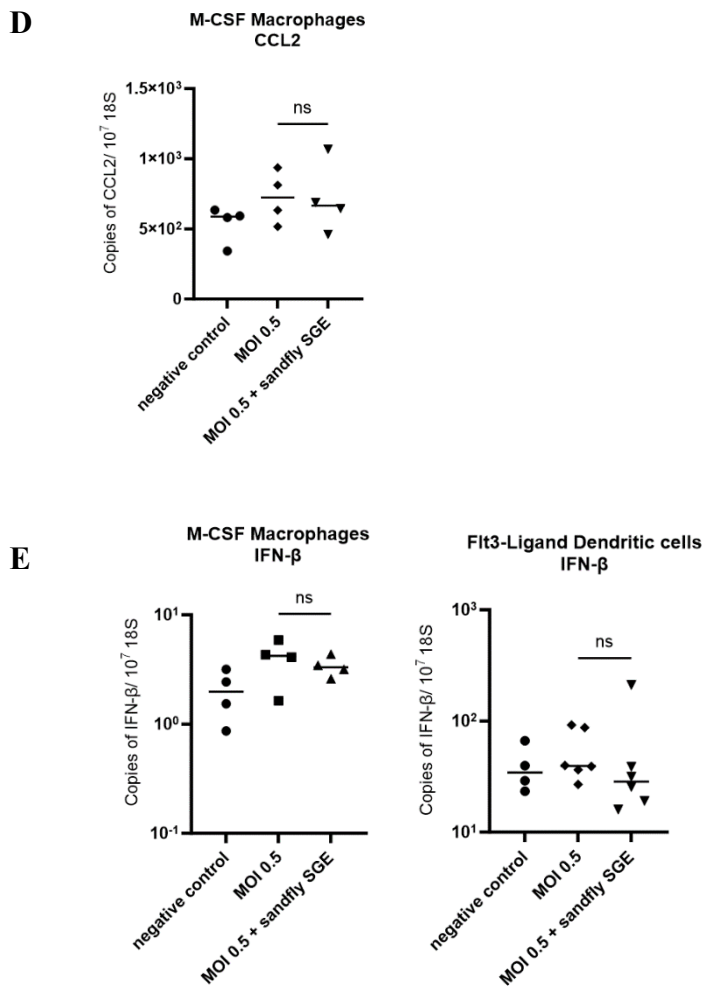 D
M-CSF Macrophages
CCL2
Copies of CCL2/ 10⁷ 18S
1.5×10³
1×10³
5×10²
0
ns
negative control
MOI 0.5
MOI 0.5 + sandfly SGE
E
M-CSF Macrophages
IFN-β
Copies of IFN-β/ 10⁷ 18S
10¹
10⁰
10⁻¹
ns
negative control
MOI 0.5
MOI 0.5 + sandfly SGE
Flt3-Ligand Dendritic cells
IFN-β
Copies of IFN-β/ 10⁷ 18S
10³
10²
10¹
ns
negative control
MOI 0.5
MOI 0.5 + sandfly SGE